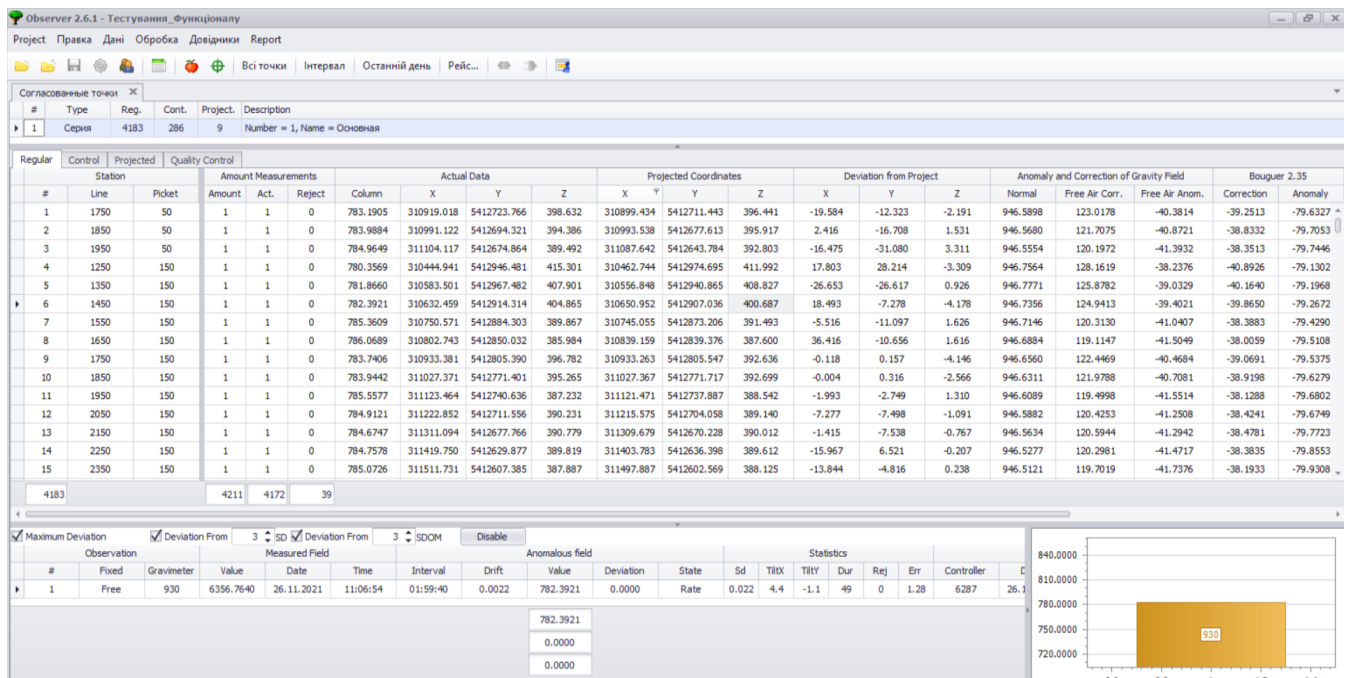 Observer 2.6.1 - Тестування_Функціоналу
Project Правка Дані Обробка Довідники Report
Всі точки Інтервал Останній день Рейс...
Согласованные точки
# Type Reg. Cont. Project. Description
1 Серия 4183 286 9 Number = 1, Name = Основная
Regular Control Projected Quality Control
Station Amount Measurements Actual Data Projected Coordinates Deviation from Project Anomaly and Correction of Gravity Field Bouguer 2.35
# Line Picket Amount Act. Reject Column X Y Z X Y Z X Y Z Normal Free Air Corr. Free Air Anom. Correction Anomaly
1 1750 50 1 1 0 783.1905 310919.018 5412723.766 398.632 310899.434 5412711.443 396.441 -19.584 -12.323 -2.191 946.5898 123.0178 -40.3814 -39.2513 -79.6327
2 1850 50 1 1 0 783.9884 310991.122 5412694.321 394.386 310993.538 5412677.613 395.917 2.416 -16.708 1.531 946.5680 121.7075 -40.8721 -38.8332 -79.7053
3 1950 50 1 1 0 784.9649 311104.117 5412674.864 389.492 311087.642 5412643.784 392.803 -16.475 -31.080 3.311 946.5554 120.1972 -41.3932 -38.3513 -79.7446
4 1250 150 1 1 0 780.3569 310444.941 5412946.481 415.301 310462.744 5412974.695 411.992 17.803 28.214 -3.309 946.7564 128.1619 -38.2376 -40.8926 -79.1302
5 1350 150 1 1 0 781.8660 310583.501 5412967.482 407.901 310556.848 5412940.865 408.827 -26.653 -26.617 0.926 946.7771 125.8782 -39.0329 -40.1640 -79.1968
6 1450 150 1 1 0 782.3921 310632.459 5412914.314 404.865 310650.952 5412907.036 400.687 18.493 -7.278 -4.178 946.7356 124.9413 -39.4021 -39.8650 -79.2672
7 1550 150 1 1 0 785.3609 310750.571 5412884.303 389.867 310745.055 5412873.206 391.493 -5.516 -11.097 1.626 946.7146 120.3130 -41.0407 -38.3883 -79.4290
8 1650 150 1 1 0 786.0689 310802.743 5412850.032 385.984 310839.159 5412839.376 387.600 36.416 -10.656 1.616 946.6884 119.1147 -41.5049 -38.0059 -79.5108
9 1750 150 1 1 0 783.7406 310933.381 5412805.390 396.782 310933.263 5412805.547 392.636 -0.118 0.157 -4.146 946.6560 122.4469 -40.4684 -39.0691 -79.5375
10 1850 150 1 1 0 783.9442 311027.371 5412771.401 395.265 311027.367 5412771.717 392.699 -0.004 0.316 -2.566 946.6311 121.9788 -40.7081 -38.9198 -79.6279
11 1950 150 1 1 0 785.5577 311123.464 5412740.636 387.232 311121.471 5412737.887 388.542 -1.993 -2.749 1.310 946.6089 119.4998 -41.5514 -38.1288 -79.6802
12 2050 150 1 1 0 784.9121 311222.852 5412711.556 390.231 311215.575 5412704.058 389.140 -7.277 -7.498 -1.091 946.5882 120.4253 -41.2508 -38.4241 -79.6749
13 2150 150 1 1 0 784.6747 311311.094 5412677.766 390.779 311309.679 5412670.228 390.012 -1.415 -7.538 -0.767 946.5634 120.5944 -41.2942 -38.4781 -79.7723
14 2250 150 1 1 0 784.7578 311419.750 5412629.877 389.819 311403.783 5412636.398 389.612 -15.967 6.521 -0.207 946.5277 120.2981 -41.4717 -38.3835 -79.8553
15 2350 150 1 1 0 785.0726 311511.731 5412607.385 387.887 311497.887 5412602.569 388.125 -13.844 -4.816 0.238 946.5121 119.7019 -41.7376 -38.1933 -79.9308
4183 4211 4172 39
Maximum Deviation Deviation From 3 SD Deviation From 3 SDOM Disable
Observation Measured Field Anomalous field Statistics
# Fixed Gravimeter Value Date Time Interval Drift Value Deviation State Sd TiltX TiltY Dur Rej Err Controller
1 Free 930 6356.7640 26.11.2021 11:06:54 01:59:40 0.0022 782.3921 0.0000 Rate 0.022 4.4 -1.1 49 0 1.28 6287 26.1
782.3921
0.0000
0.0000
840.0000
810.0000
780.0000
750.0000
720.0000
930